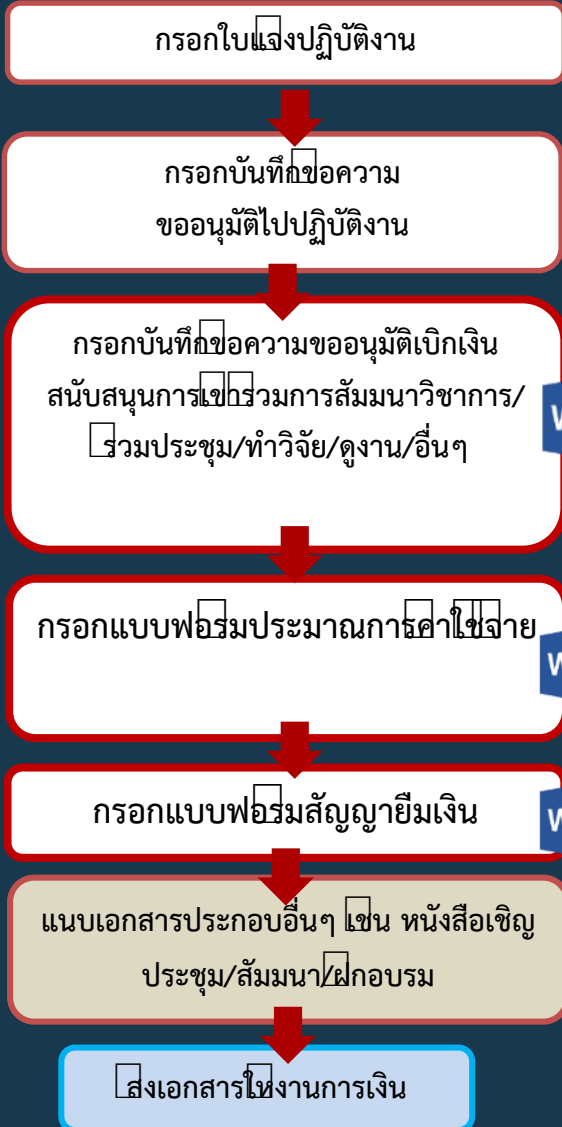 กรอกใบแจงปฏิบัติงาน
กรอกบันทึกขอความ
ขออนุมัติไปปฏิบัติงาน
กรอกบันทึกขอความขออนุมัติเบิกเงิน
สนับสนุนการเขารวมการสัมมนาวิชาการ/
รวมประชุม/ทำวิจัย/ดูงาน/อื่นๆ
W
กรอกแบบฟอรมประมาณการคาใชจาย
W
กรอกแบบฟอรมสัญญายืมเงิน
W
แนบเอกสารประกอบอื่นๆ เชน หนังสือเชิญ
ประชุม/สัมมนา/ฝกอบรม
สงเอกสารใหงานการเงิน